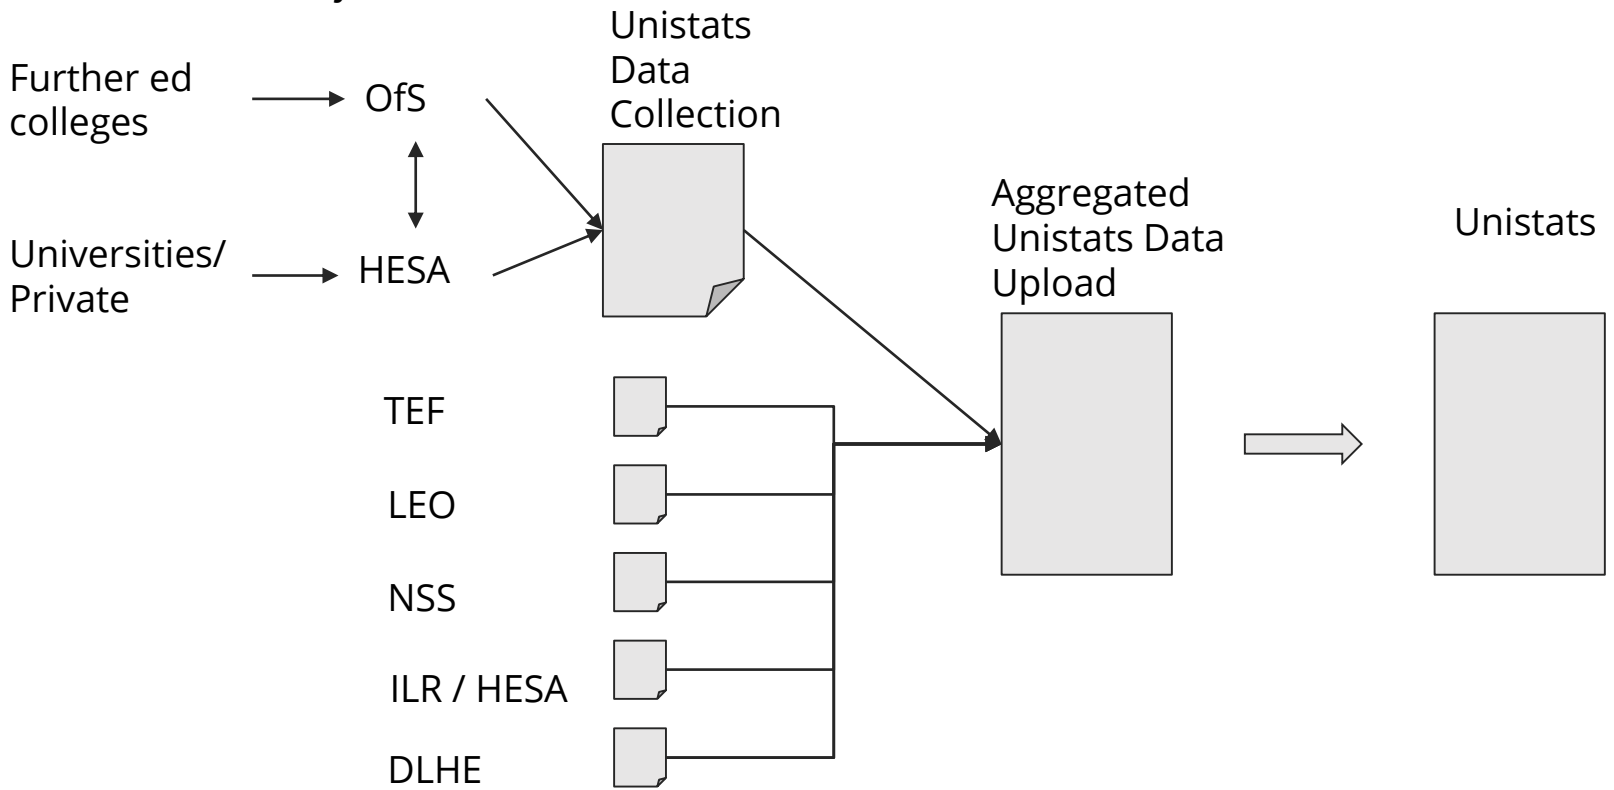 Unistats
Data
Collection
Further ed
colleges
OfS
Universities/
Private
HESA
Aggregated
Unistats Data
Upload
Unistats
TEF
LEO
NSS
ILR / HESA
DLHE